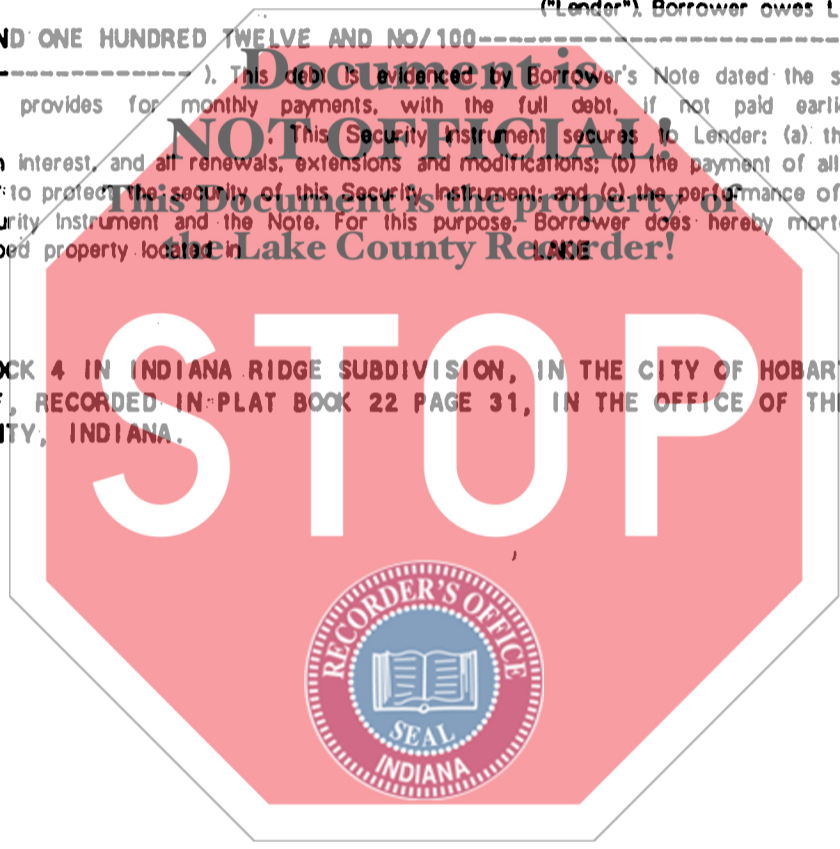 ("Lender"). Borrower owes L
ND ONE HUNDRED TWELVE AND NO/100--------------------------------
------------------ ). This debt is evidenced by Borrower's Note dated the s
Document is
provides for monthly payments, with the full debt, if not paid earli
NOT OFFICIAL!
. This Security Instrument secures to Lender: (a) th
interest, and all renewals, extensions and modifications; (b) the payment of all
to protect the security of this Security Instrument; and (c) the performance of
This Document is the property of
urity Instrument and the Note. For this purpose, Borrower does hereby mort
bed property located in LAKE
the Lake County Recorder!
OCK 4 IN INDIANA RIDGE SUBDIVISION, IN THE CITY OF HOBAR
, RECORDED IN PLAT BOOK 22 PAGE 31, IN THE OFFICE OF THE
TY, INDIANA.
STOP
RECORDER'S OFFICE
SEAL
INDIANA